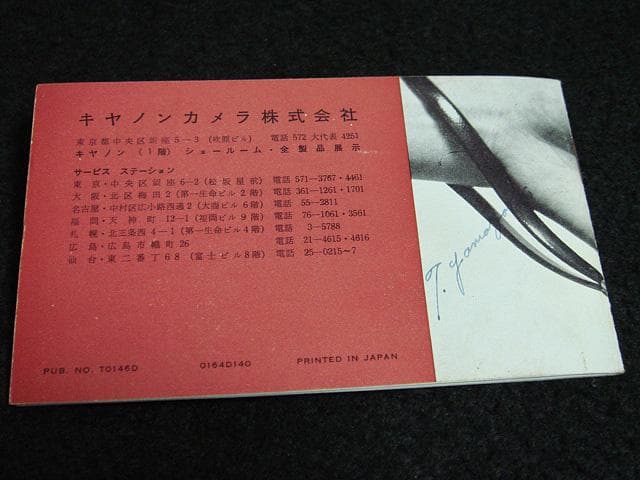 キヤノンカメラ株式会社
東京都中央区銀座5—3 (吹原ビル) 電話 572 大代表 4251
キヤノン (1階) ショールーム・全製品展示
サービス ステーション
東京・中央区銀座6—2 (松坂屋前) 電話 571—3767・4461
大阪・北区梅田2 (第一生命ビル2階) 電話 361—1261・1701
名古屋・中村区広小路西通2 (大商ビル6階) 電話 55—3811
福岡・天神町12—1 (福岡ビル9階) 電話 76—1061・3561
札幌・北三条西4—1 (第一生命ビル4階) 電話 3—5788
広島・広島市幟町26 電話 21—4615・4616
仙台・東二番丁68 (富士ビル8階) 電話 25—0215~7
PUB. NO. T0146D 0164D140 PRINTED IN JAPAN
T.